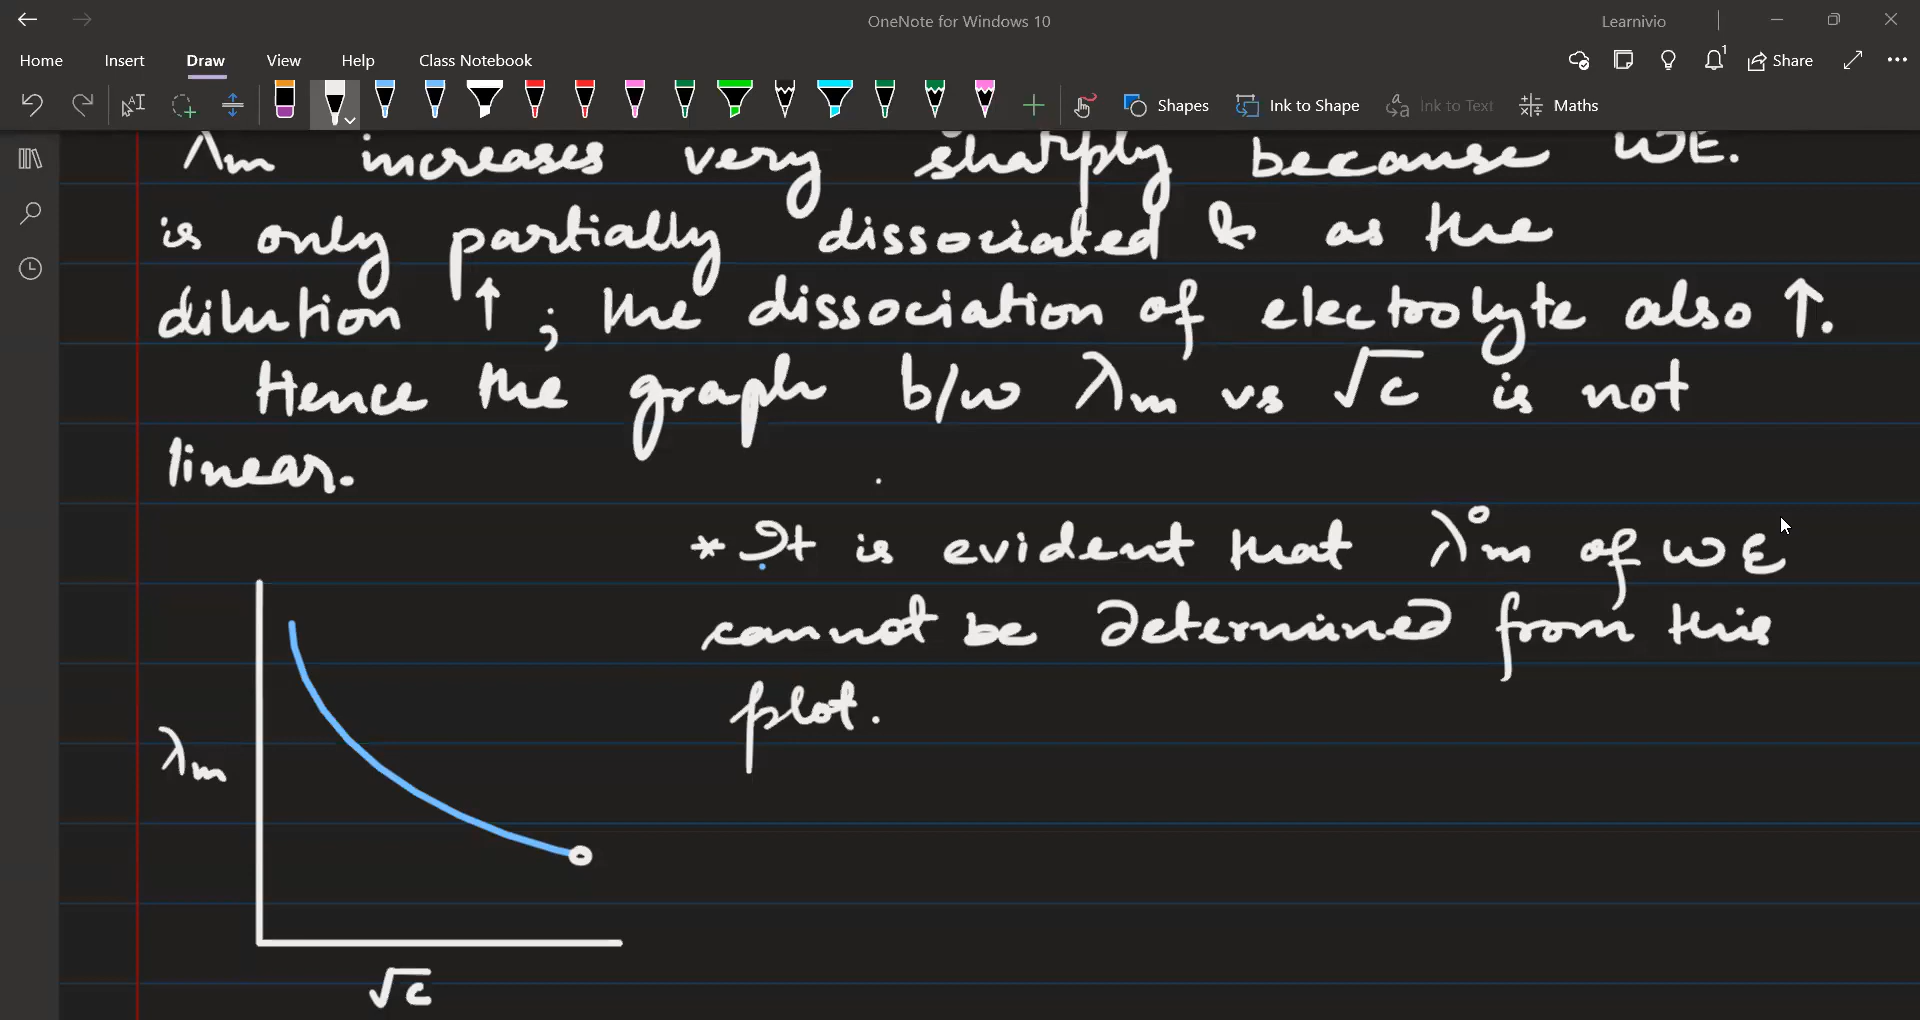 OneNote for Windows 10
Learnivio
Home Insert Draw View Help Class Notebook
1
Share
Shapes Ink to Shape Ink to Text Maths
λm increases very sharply because WE.
is only partially dissociated & as the
dilution ↑ ; the dissociation of electrolyte also ↑.
Hence the graph b/w λm vs √c is not
linear.
* It is evident that λ°m of WE
cannot be determined from this
plot.
λm
√c